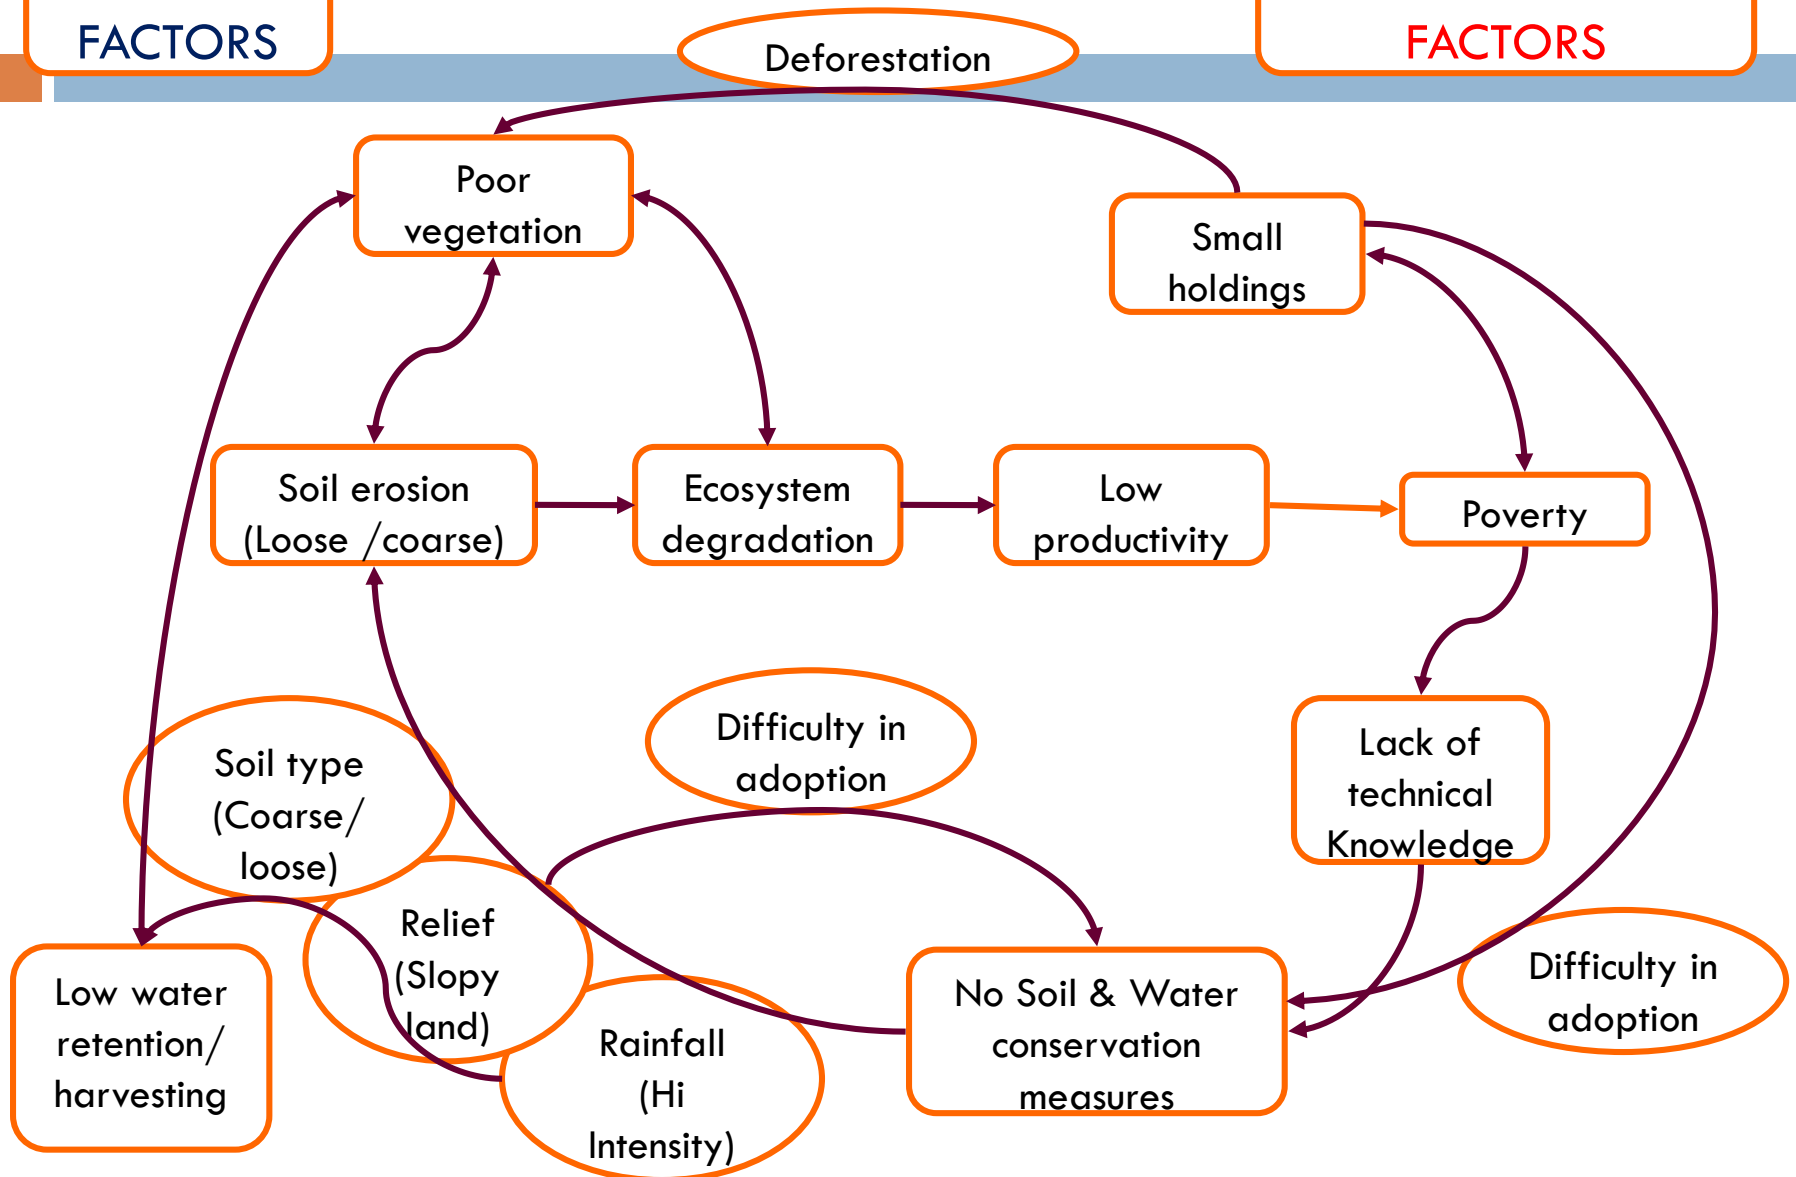 FACTORS
FACTORS
Deforestation
Poor
vegetation
Small
holdings
Soil erosion
(Loose /coarse)
Ecosystem
degradation
Low
productivity
Poverty
Difficulty in
adoption
Lack of
technical
Knowledge
Soil type
(Coarse/
loose)
Relief
(Slopy
land)
Rainfall
(Hi
Intensity)
Low water
retention/
harvesting
No Soil & Water
conservation
measures
Difficulty in
adoption